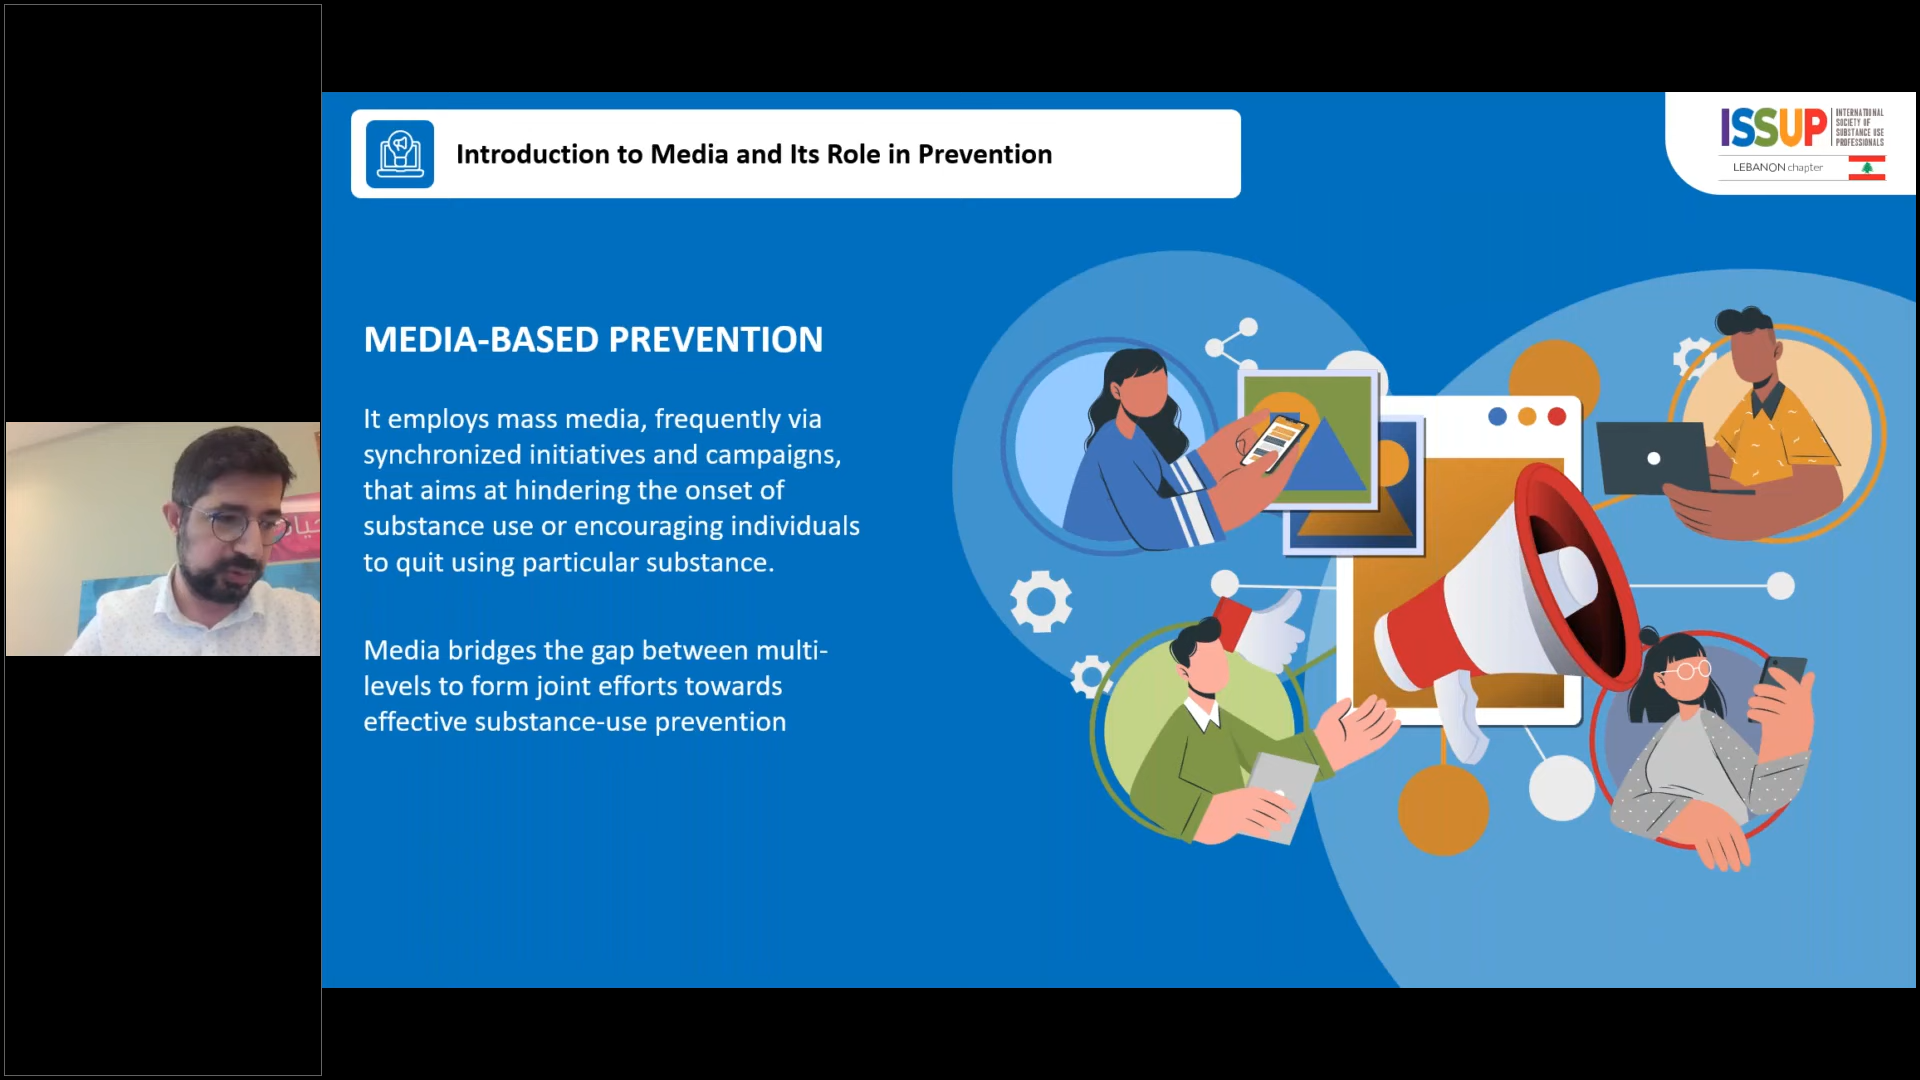 Introduction to Media and Its Role in Prevention
ISSUP
INTERNATIONAL
SOCIETY OF
SUBSTANCE USE
PROFESSIONALS
LEBANON chapter
MEDIA-BASED PREVENTION
It employs mass media, frequently via
synchronized initiatives and campaigns,
that aims at hindering the onset of
substance use or encouraging individuals
to quit using particular substance.
Media bridges the gap between multi-
levels to form joint efforts towards
effective substance-use prevention